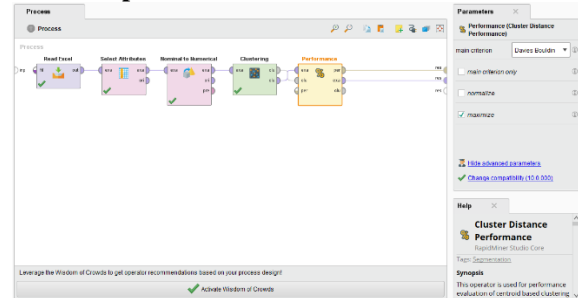 Process
Process
Process
Read Excel
Select Attributes
Nominal to Numerical
Clustering
Performance
Leverage the Wisdom of Crowds to get operator recommendations based on your process design!
Activate Wisdom of Crowds
Parameters
Performance (Cluster Distance
Performance)
main criterion
Davies Bouldin
main criterion only
normalize
maximize
Hide advanced parameters
Change compatibility (10.0.000)
Help
Cluster Distance
Performance
RapidMiner Studio Core
Tags: Segmentation
Synopsis
This operator is used for performance
evaluation of centroid based clustering